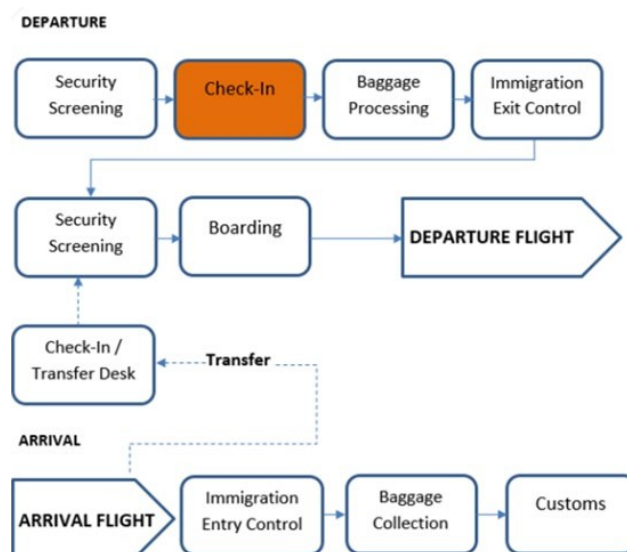 DEPARTURE
Security
Screening
Check-In
Baggage
Processing
Immigration
Exit Control
Security
Screening
Boarding
DEPARTURE FLIGHT
Check-In /
Transfer Desk
Transfer
ARRIVAL
ARRIVAL FLIGHT
Immigration
Entry Control
Baggage
Collection
Customs